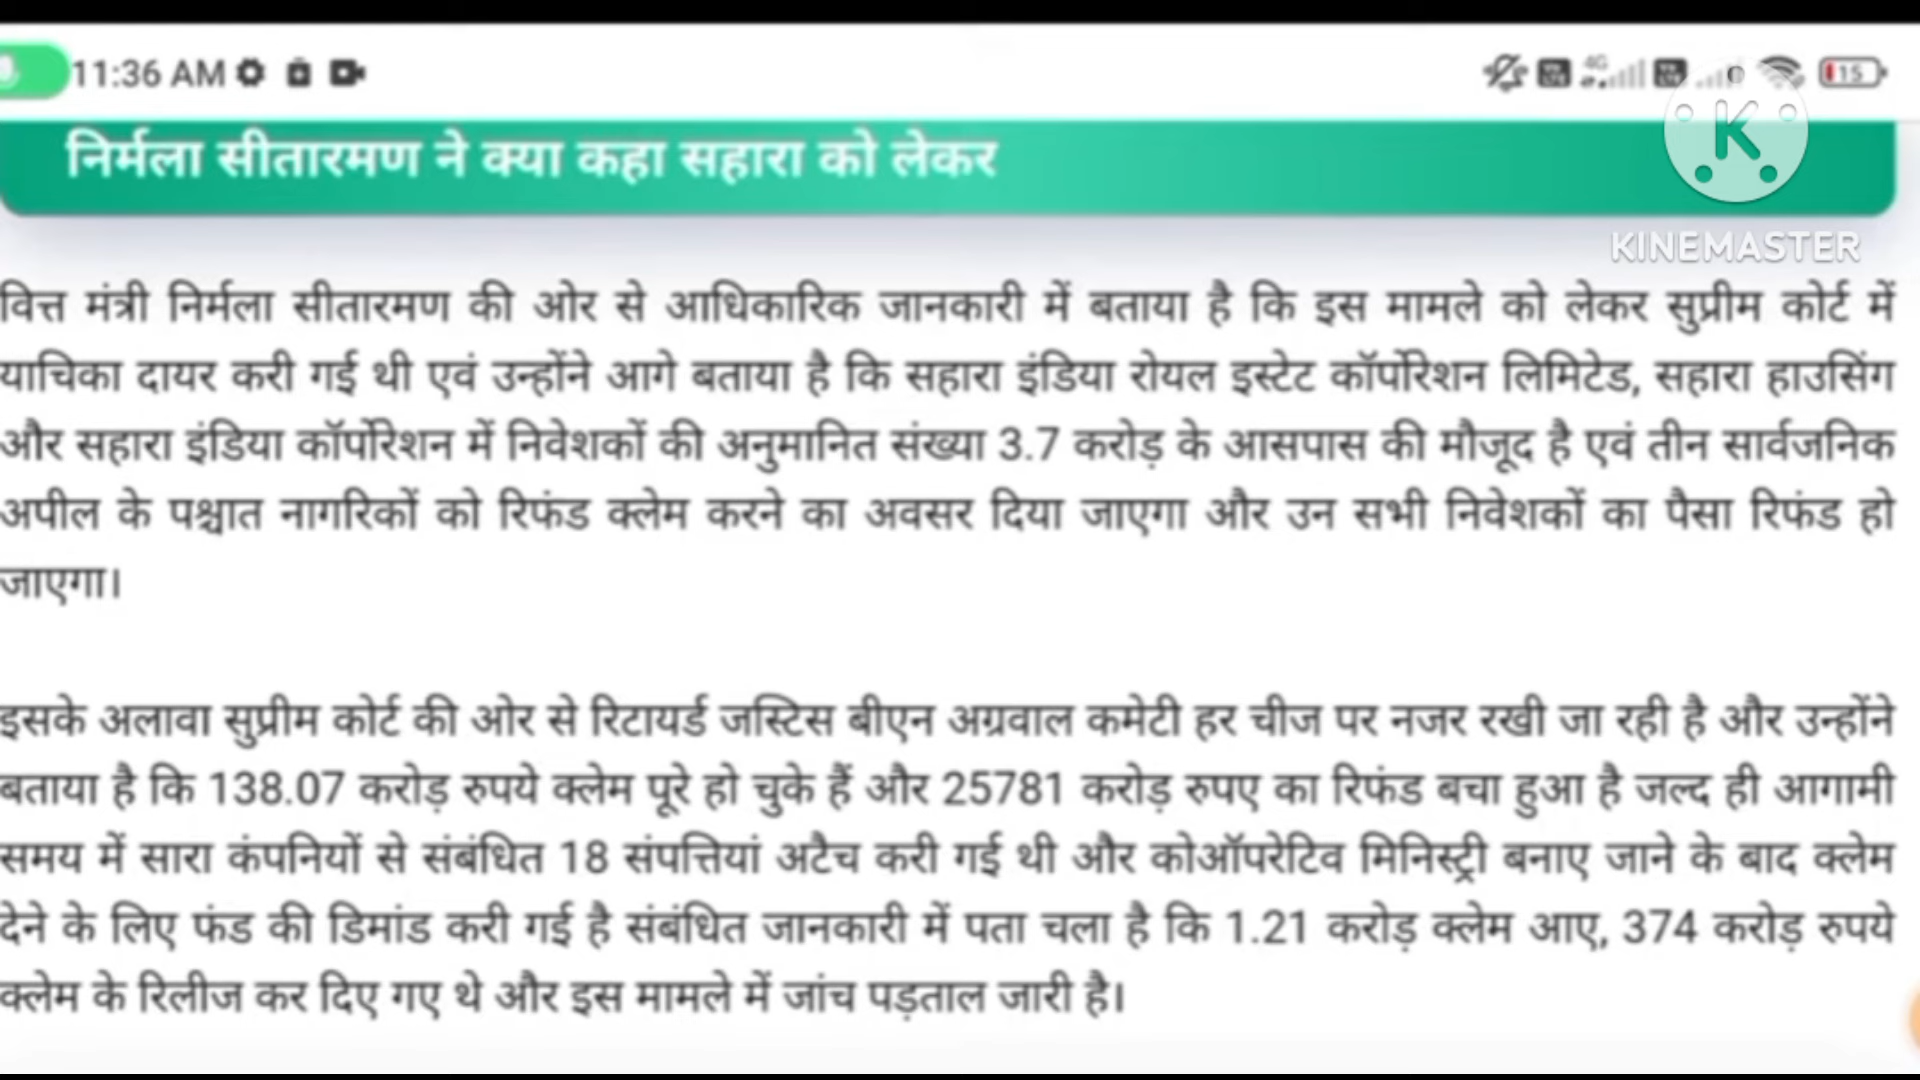 11:36 AM
4G
15
K
KINEMASTER
निर्मला सीतारमण ने क्या कहा सहारा को लेकर
वित्त मंत्री निर्मला सीतारमण की ओर से आधिकारिक जानकारी में बताया है कि इस मामले को लेकर सुप्रीम कोर्ट में
याचिका दायर करी गई थी एवं उन्होंने आगे बताया है कि सहारा इंडिया रोयल इस्टेट कॉर्पोरेशन लिमिटेड, सहारा हाउसिंग
और सहारा इंडिया कॉर्पोरेशन में निवेशकों की अनुमानित संख्या 3.7 करोड़ के आसपास की मौजूद है एवं तीन सार्वजनिक
अपील के पश्चात नागरिकों को रिफंड क्लेम करने का अवसर दिया जाएगा और उन सभी निवेशकों का पैसा रिफंड हो
जाएगा।
इसके अलावा सुप्रीम कोर्ट की ओर से रिटायर्ड जस्टिस बीएन अग्रवाल कमेटी हर चीज पर नजर रखी जा रही है और उन्होंने
बताया है कि 138.07 करोड़ रुपये क्लेम पूरे हो चुके हैं और 25781 करोड़ रुपए का रिफंड बचा हुआ है जल्द ही आगामी
समय में सारा कंपनियों से संबंधित 18 संपत्तियां अटैच करी गई थी और कोऑपरेटिव मिनिस्ट्री बनाए जाने के बाद क्लेम
देने के लिए फंड की डिमांड करी गई है संबंधित जानकारी में पता चला है कि 1.21 करोड़ क्लेम आए, 374 करोड़ रुपये
क्लेम के रिलीज कर दिए गए थे और इस मामले में जांच पड़ताल जारी है।